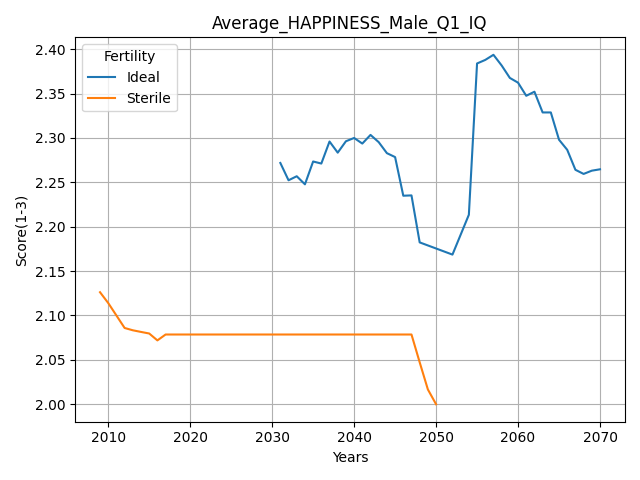 Average_HAPPINESS_Male_Q1_IQ
Fertility
Ideal
Sterile
Score(1-3)
2.40
2.35
2.30
2.25
2.20
2.15
2.10
2.05
2.00
2010 2020 2030 2040 2050 2060 2070
Years